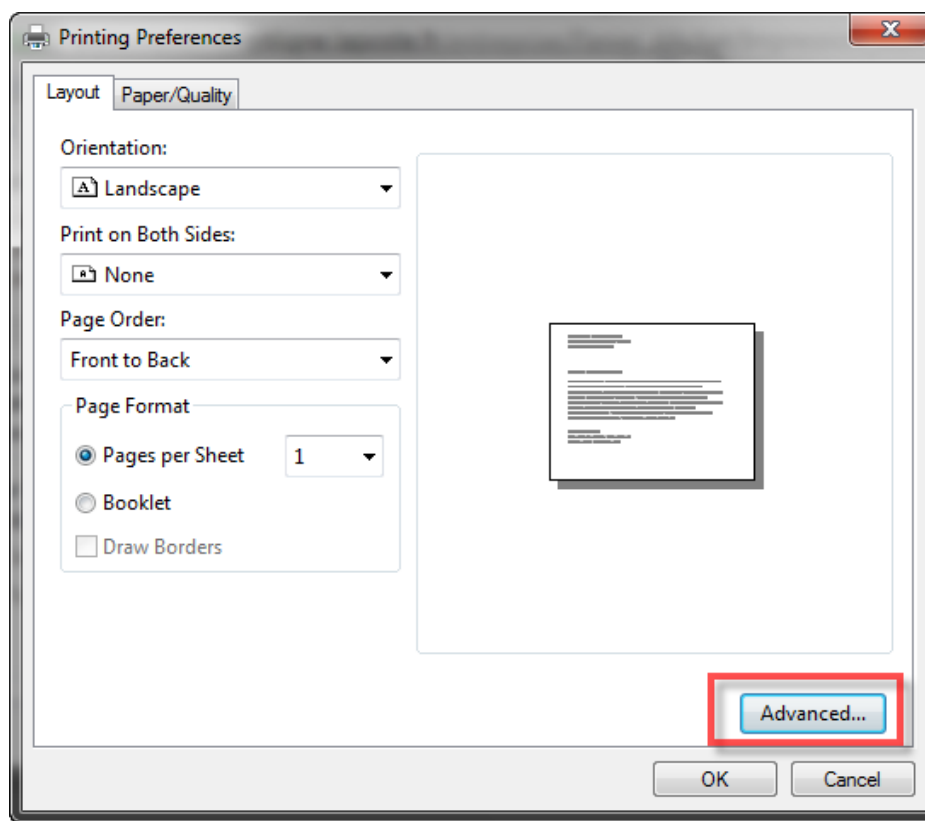 Printing Preferences
Layout Paper/Quality
Orientation:
A Landscape
Print on Both Sides:
None
Page Order:
Front to Back
Page Format
Pages per Sheet 1
Booklet
Draw Borders
Advanced...
OK Cancel